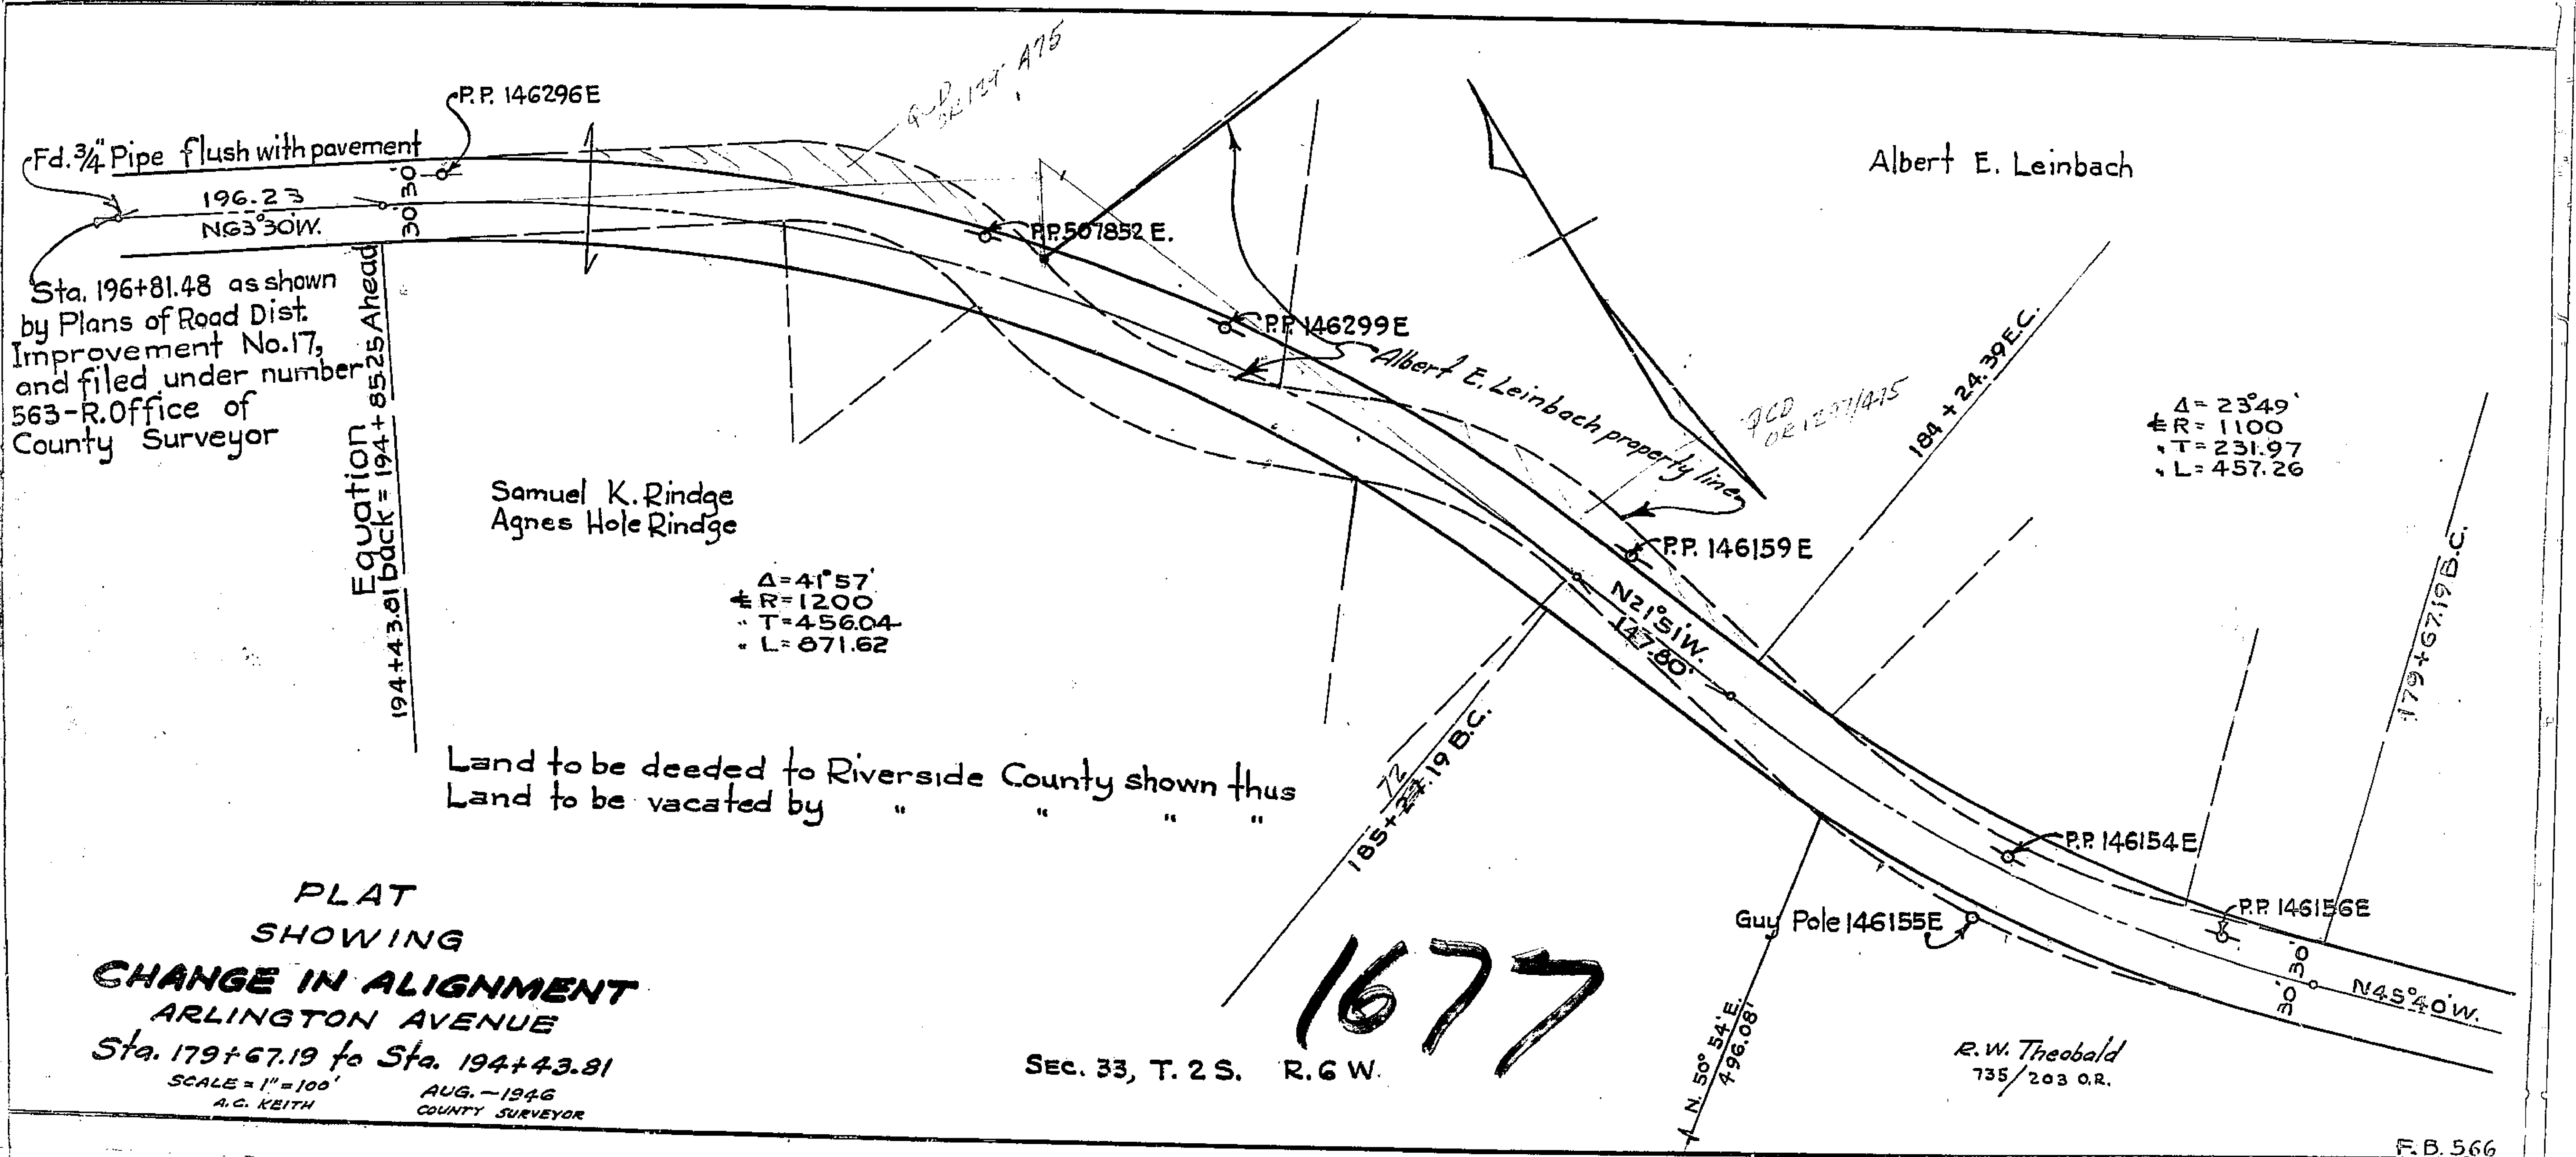 P.P. 146296E
Fd. 3/4" Pipe flush with pavement
196.23
N63°30'W.
30'
30'
Sta. 196+81.48 as shown
by Plans of Road Dist.
Improvement No.17,
and filed under number
563-R. Office of
County Surveyor
Equation
194+43.81 back = 194+85.25 Ahead
P.P. 507852 E.
P.P. 146299E
Albert E. Leinbach property line
Albert E. Leinbach
184+24.39 E.C.
Δ= 23°49'
℄ R= 1100
" T= 231.97
" L= 457.26
179+67.19 B.C.
Samuel K. Rindge
Agnes Hole Rindge
Δ=41°57'
℄ R=1200
" T=456.04
" L= 871.62
P.P. 146159 E
N21°51'W.
147.80'
72
185+27.19 B.C.
Land to be deeded to Riverside County shown thus
Land to be vacated by " " " "
P.P. 146154E
P.P. 146156E
Guy Pole 146155E
30'
30'
N45°40'W.
PLAT
SHOWING
CHANGE IN ALIGNMENT
ARLINGTON AVENUE
Sta. 179+67.19 to Sta. 194+43.81
SCALE = 1"=100'
AUG.-1946
A.C. KEITH
COUNTY SURVEYOR
1677
SEC. 33, T. 2 S. R. 6 W.
N. 50° 54' E.
496.08'
R.W. Theobald
735/203 O.R.
F.B. 566